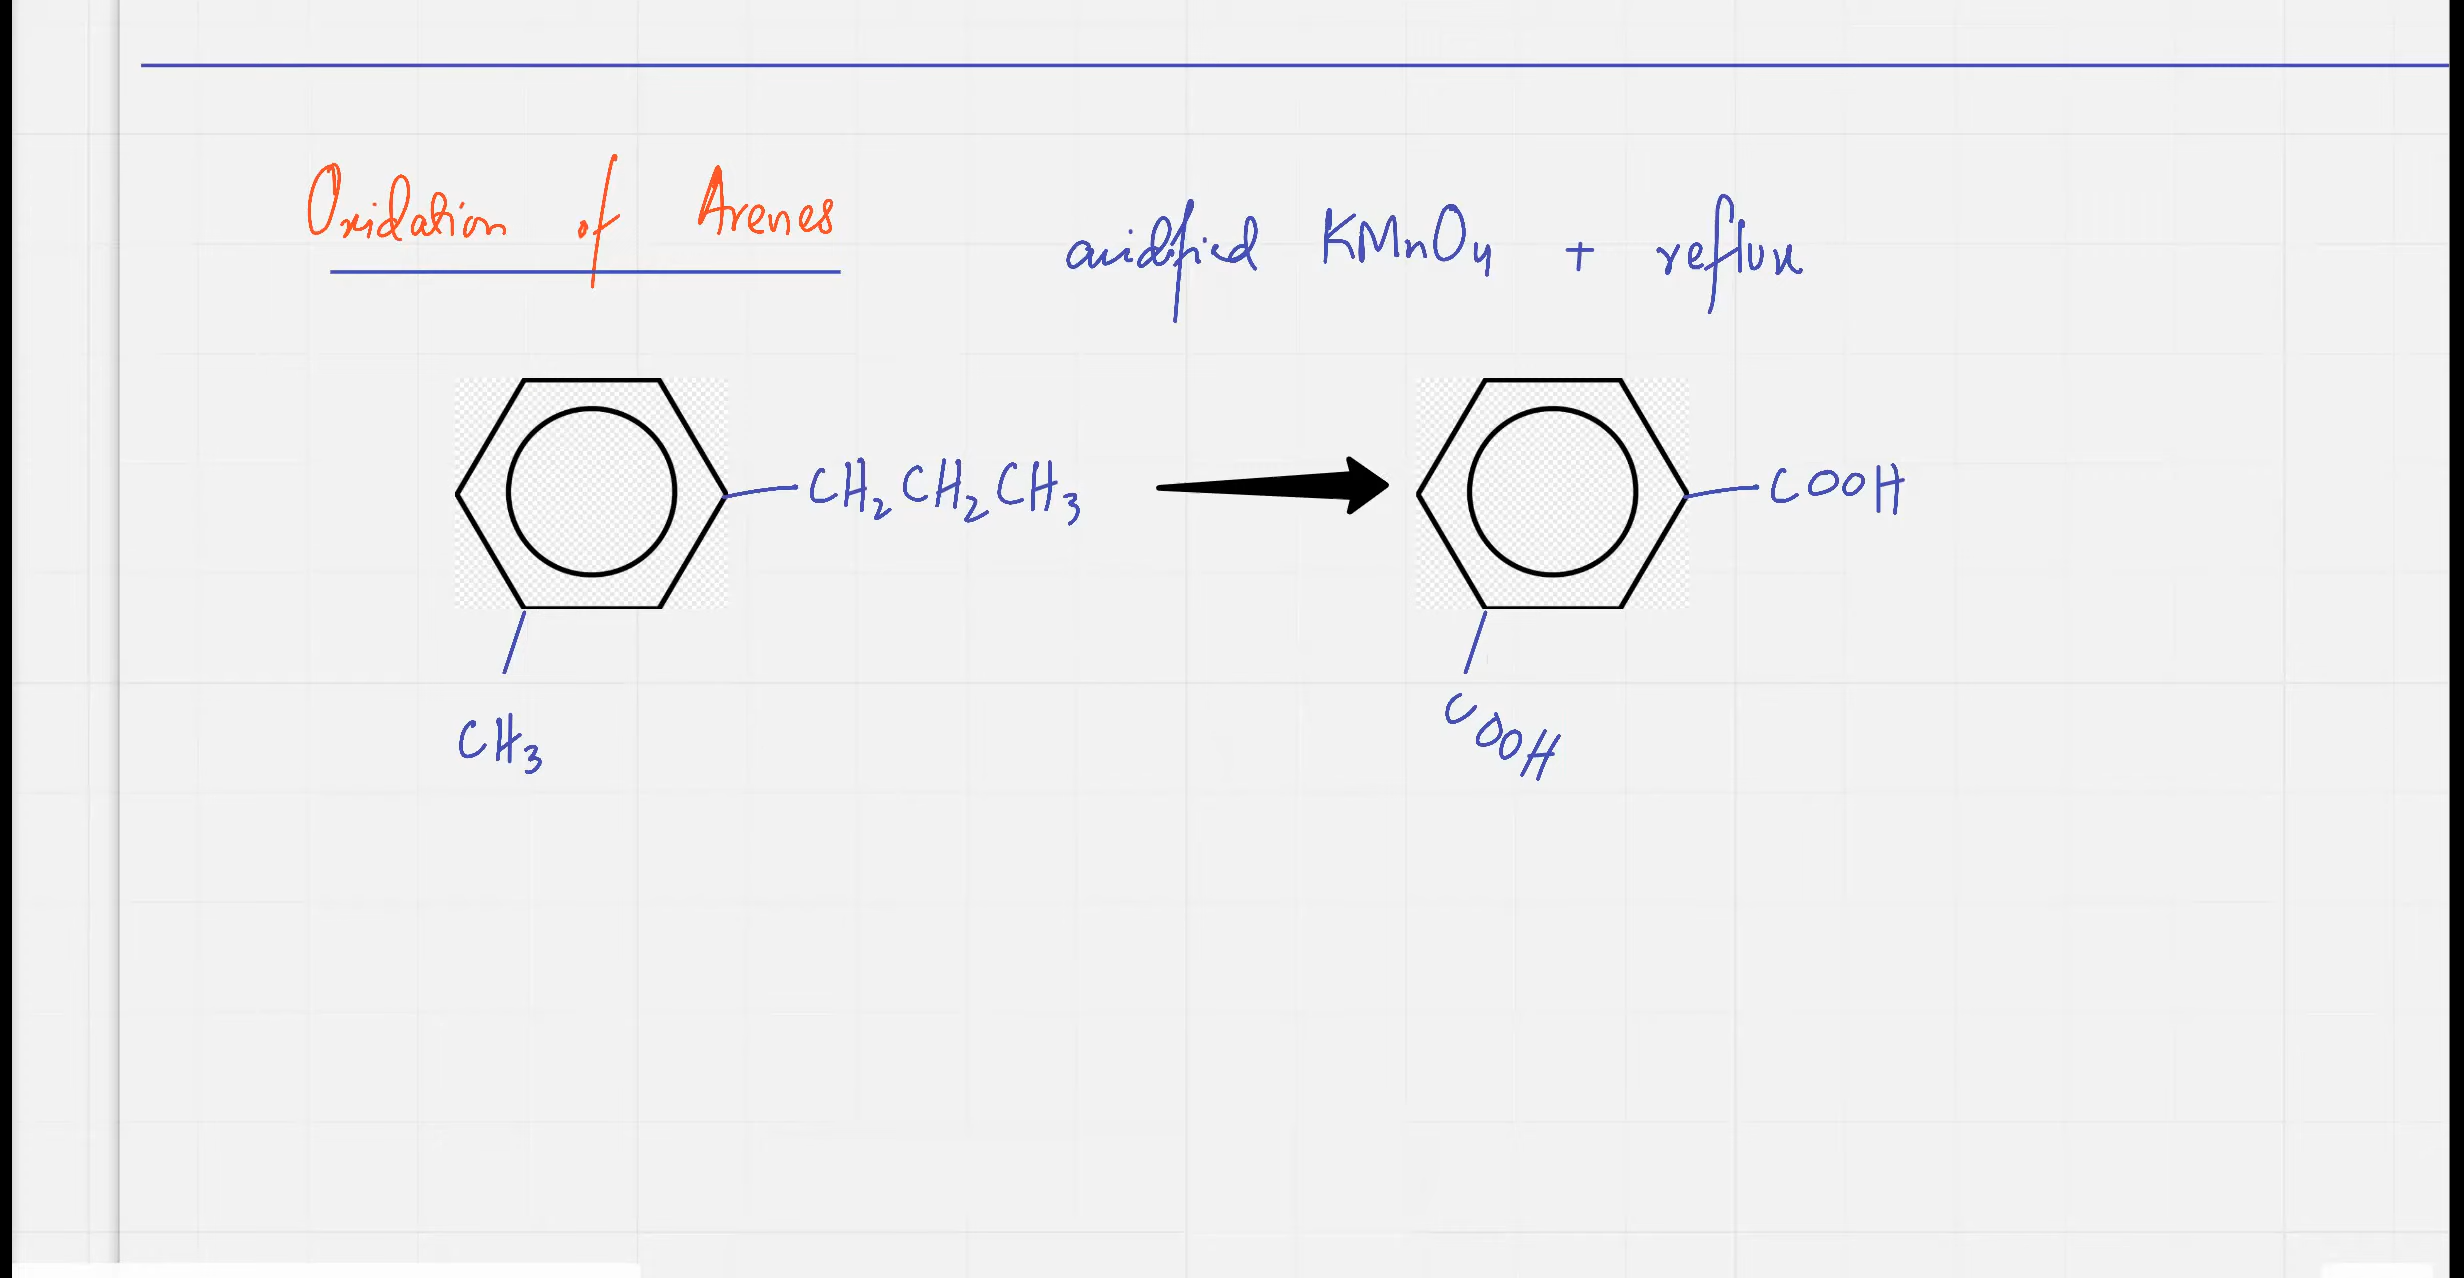 Oxidation of Arenes
acidified KMnO₄ + reflux
CH₂CH₂CH₃
COOH
CH₃
COOH